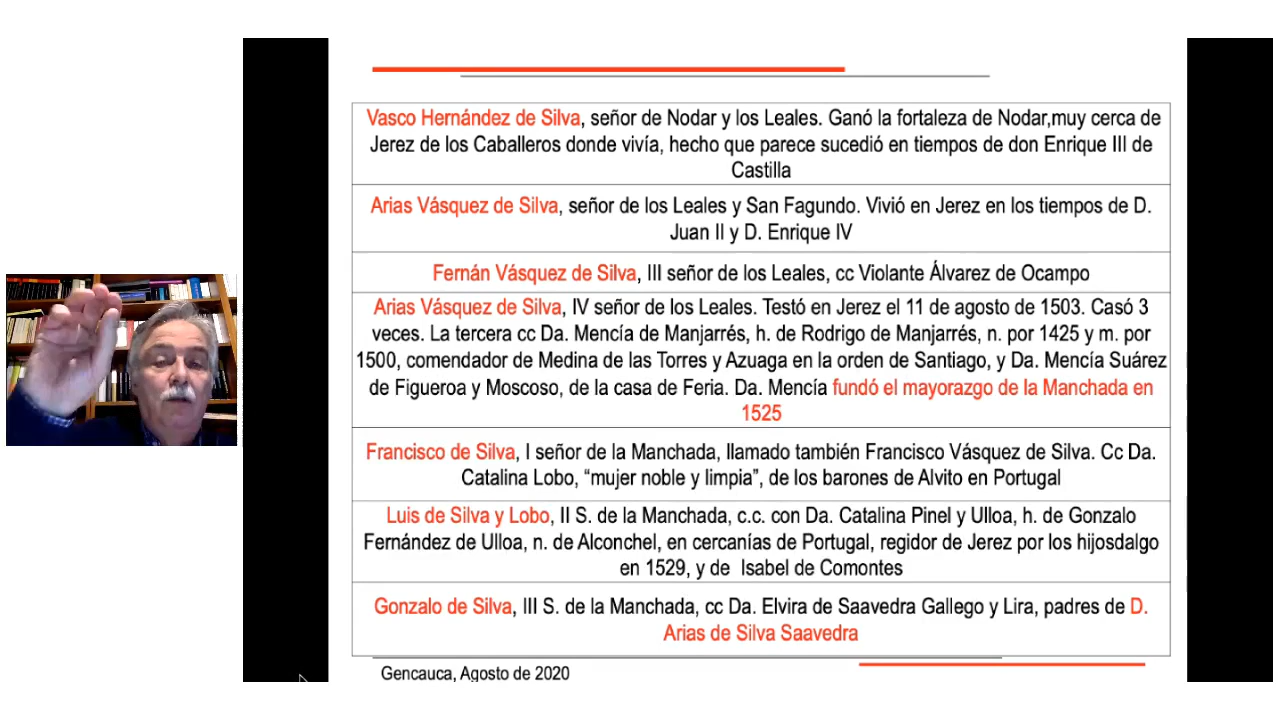 Vasco Hernández de Silva, señor de Nodar y los Leales. Ganó la fortaleza de Nodar,muy cerca de
Jerez de los Caballeros donde vivía, hecho que parece sucedió en tiempos de don Enrique III de
Castilla
Arias Vásquez de Silva, señor de los Leales y San Fagundo. Vivió en Jerez en los tiempos de D.
Juan II y D. Enrique IV
Fernán Vásquez de Silva, III señor de los Leales, cc Violante Álvarez de Ocampo
Arias Vásquez de Silva, IV señor de los Leales. Testó en Jerez el 11 de agosto de 1503. Casó 3
veces. La tercera cc Da. Mencía de Manjarrés, h. de Rodrigo de Manjarrés, n. por 1425 y m. por
1500, comendador de Medina de las Torres y Azuaga en la orden de Santiago, y Da. Mencía Suárez
de Figueroa y Moscoso, de la casa de Feria. Da. Mencía fundó el mayorazgo de la Manchada en
1525
Francisco de Silva, I señor de la Manchada, llamado también Francisco Vásquez de Silva. Cc Da.
Catalina Lobo, “mujer noble y limpia”, de los barones de Alvito en Portugal
Luis de Silva y Lobo, II S. de la Manchada, c.c. con Da. Catalina Pinel y Ulloa, h. de Gonzalo
Fernández de Ulloa, n. de Alconchel, en cercanías de Portugal, regidor de Jerez por los hijosdalgo
en 1529, y de Isabel de Comontes
Gonzalo de Silva, III S. de la Manchada, cc Da. Elvira de Saavedra Gallego y Lira, padres de D.
Arias de Silva Saavedra
Gencauca, Agosto de 2020